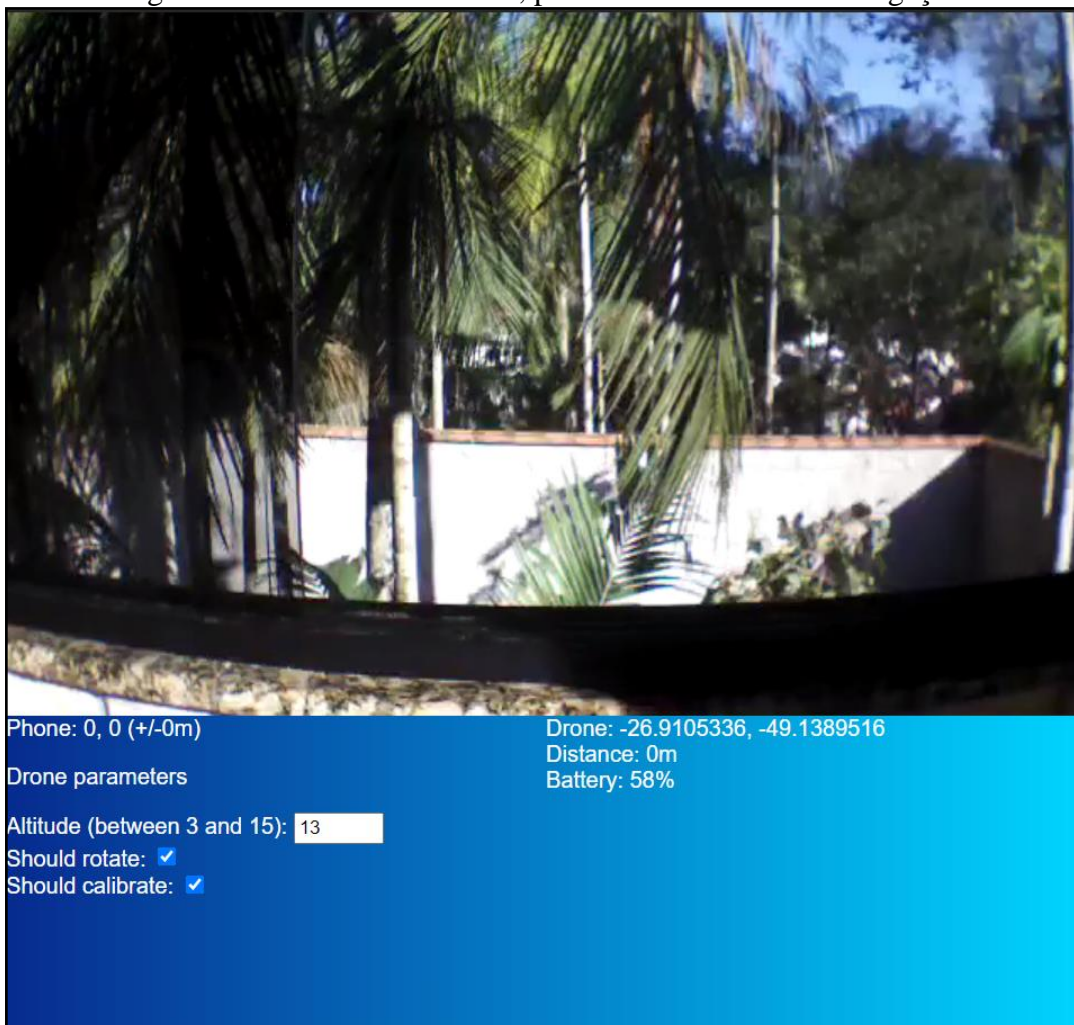 Phone: 0, 0 (+/-0m)
Drone parameters
Altitude (between 3 and 15): 13
Should rotate:
Should calibrate:
Drone: -26.9105336, -49.1389516
Distance: 0m
Battery: 58%